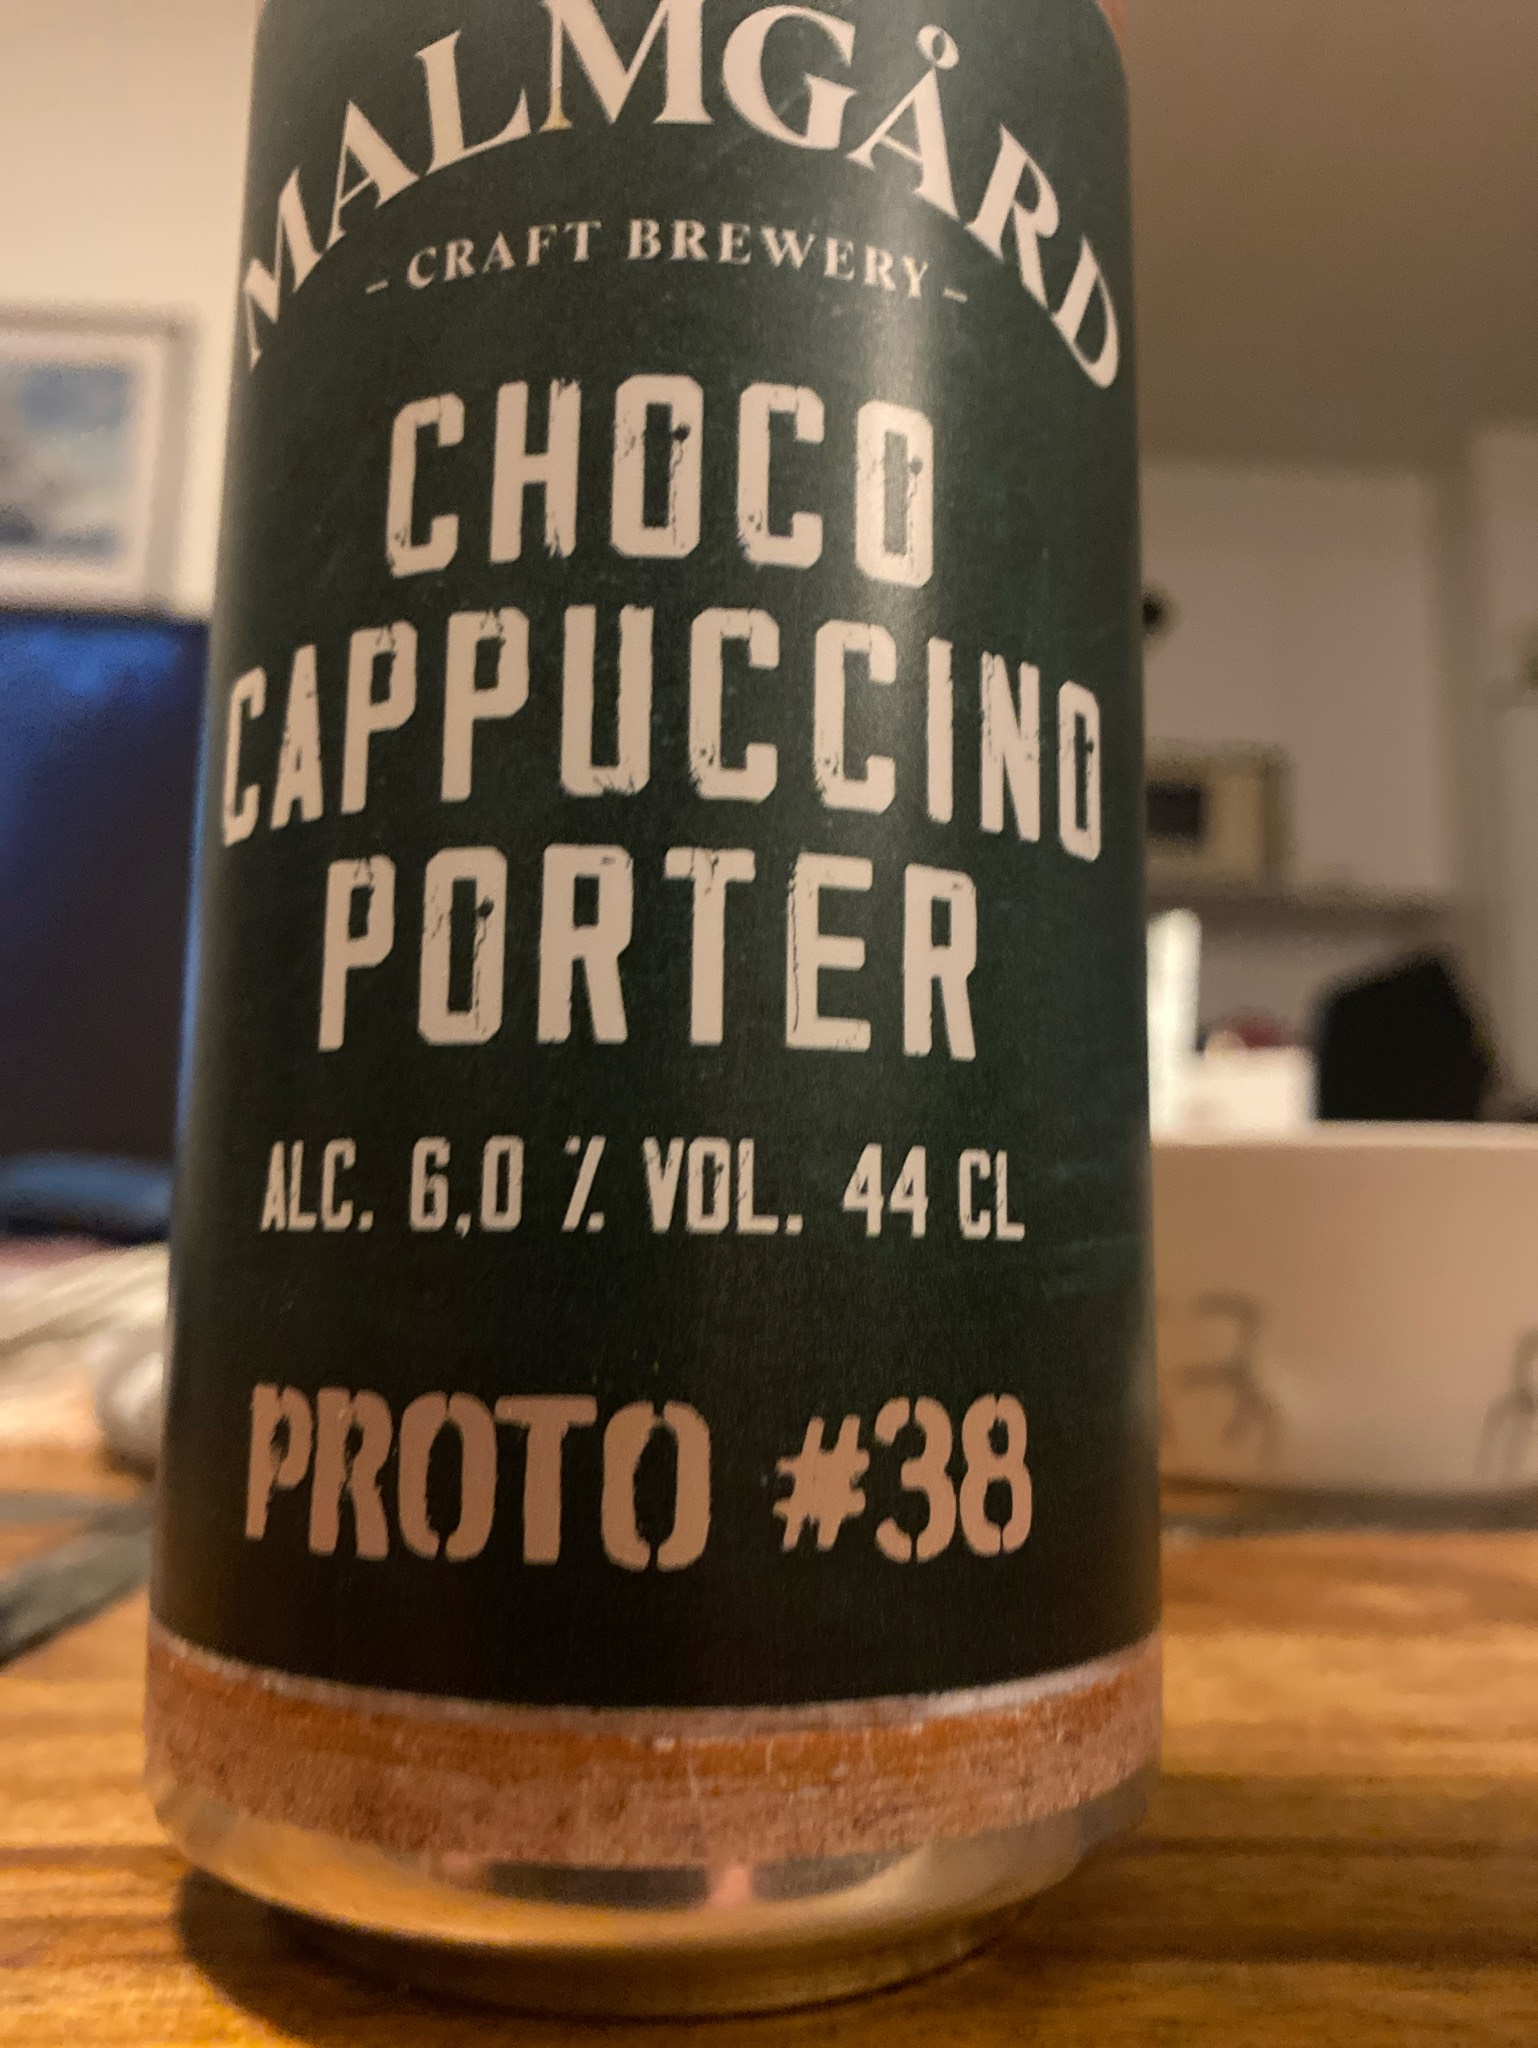 MALMGÅRD
- CRAFT BREWERY -
CHOCO
CAPPUCCINO
PORTER
ALC. 6,0 % VOL. 44 CL
PROTO #38